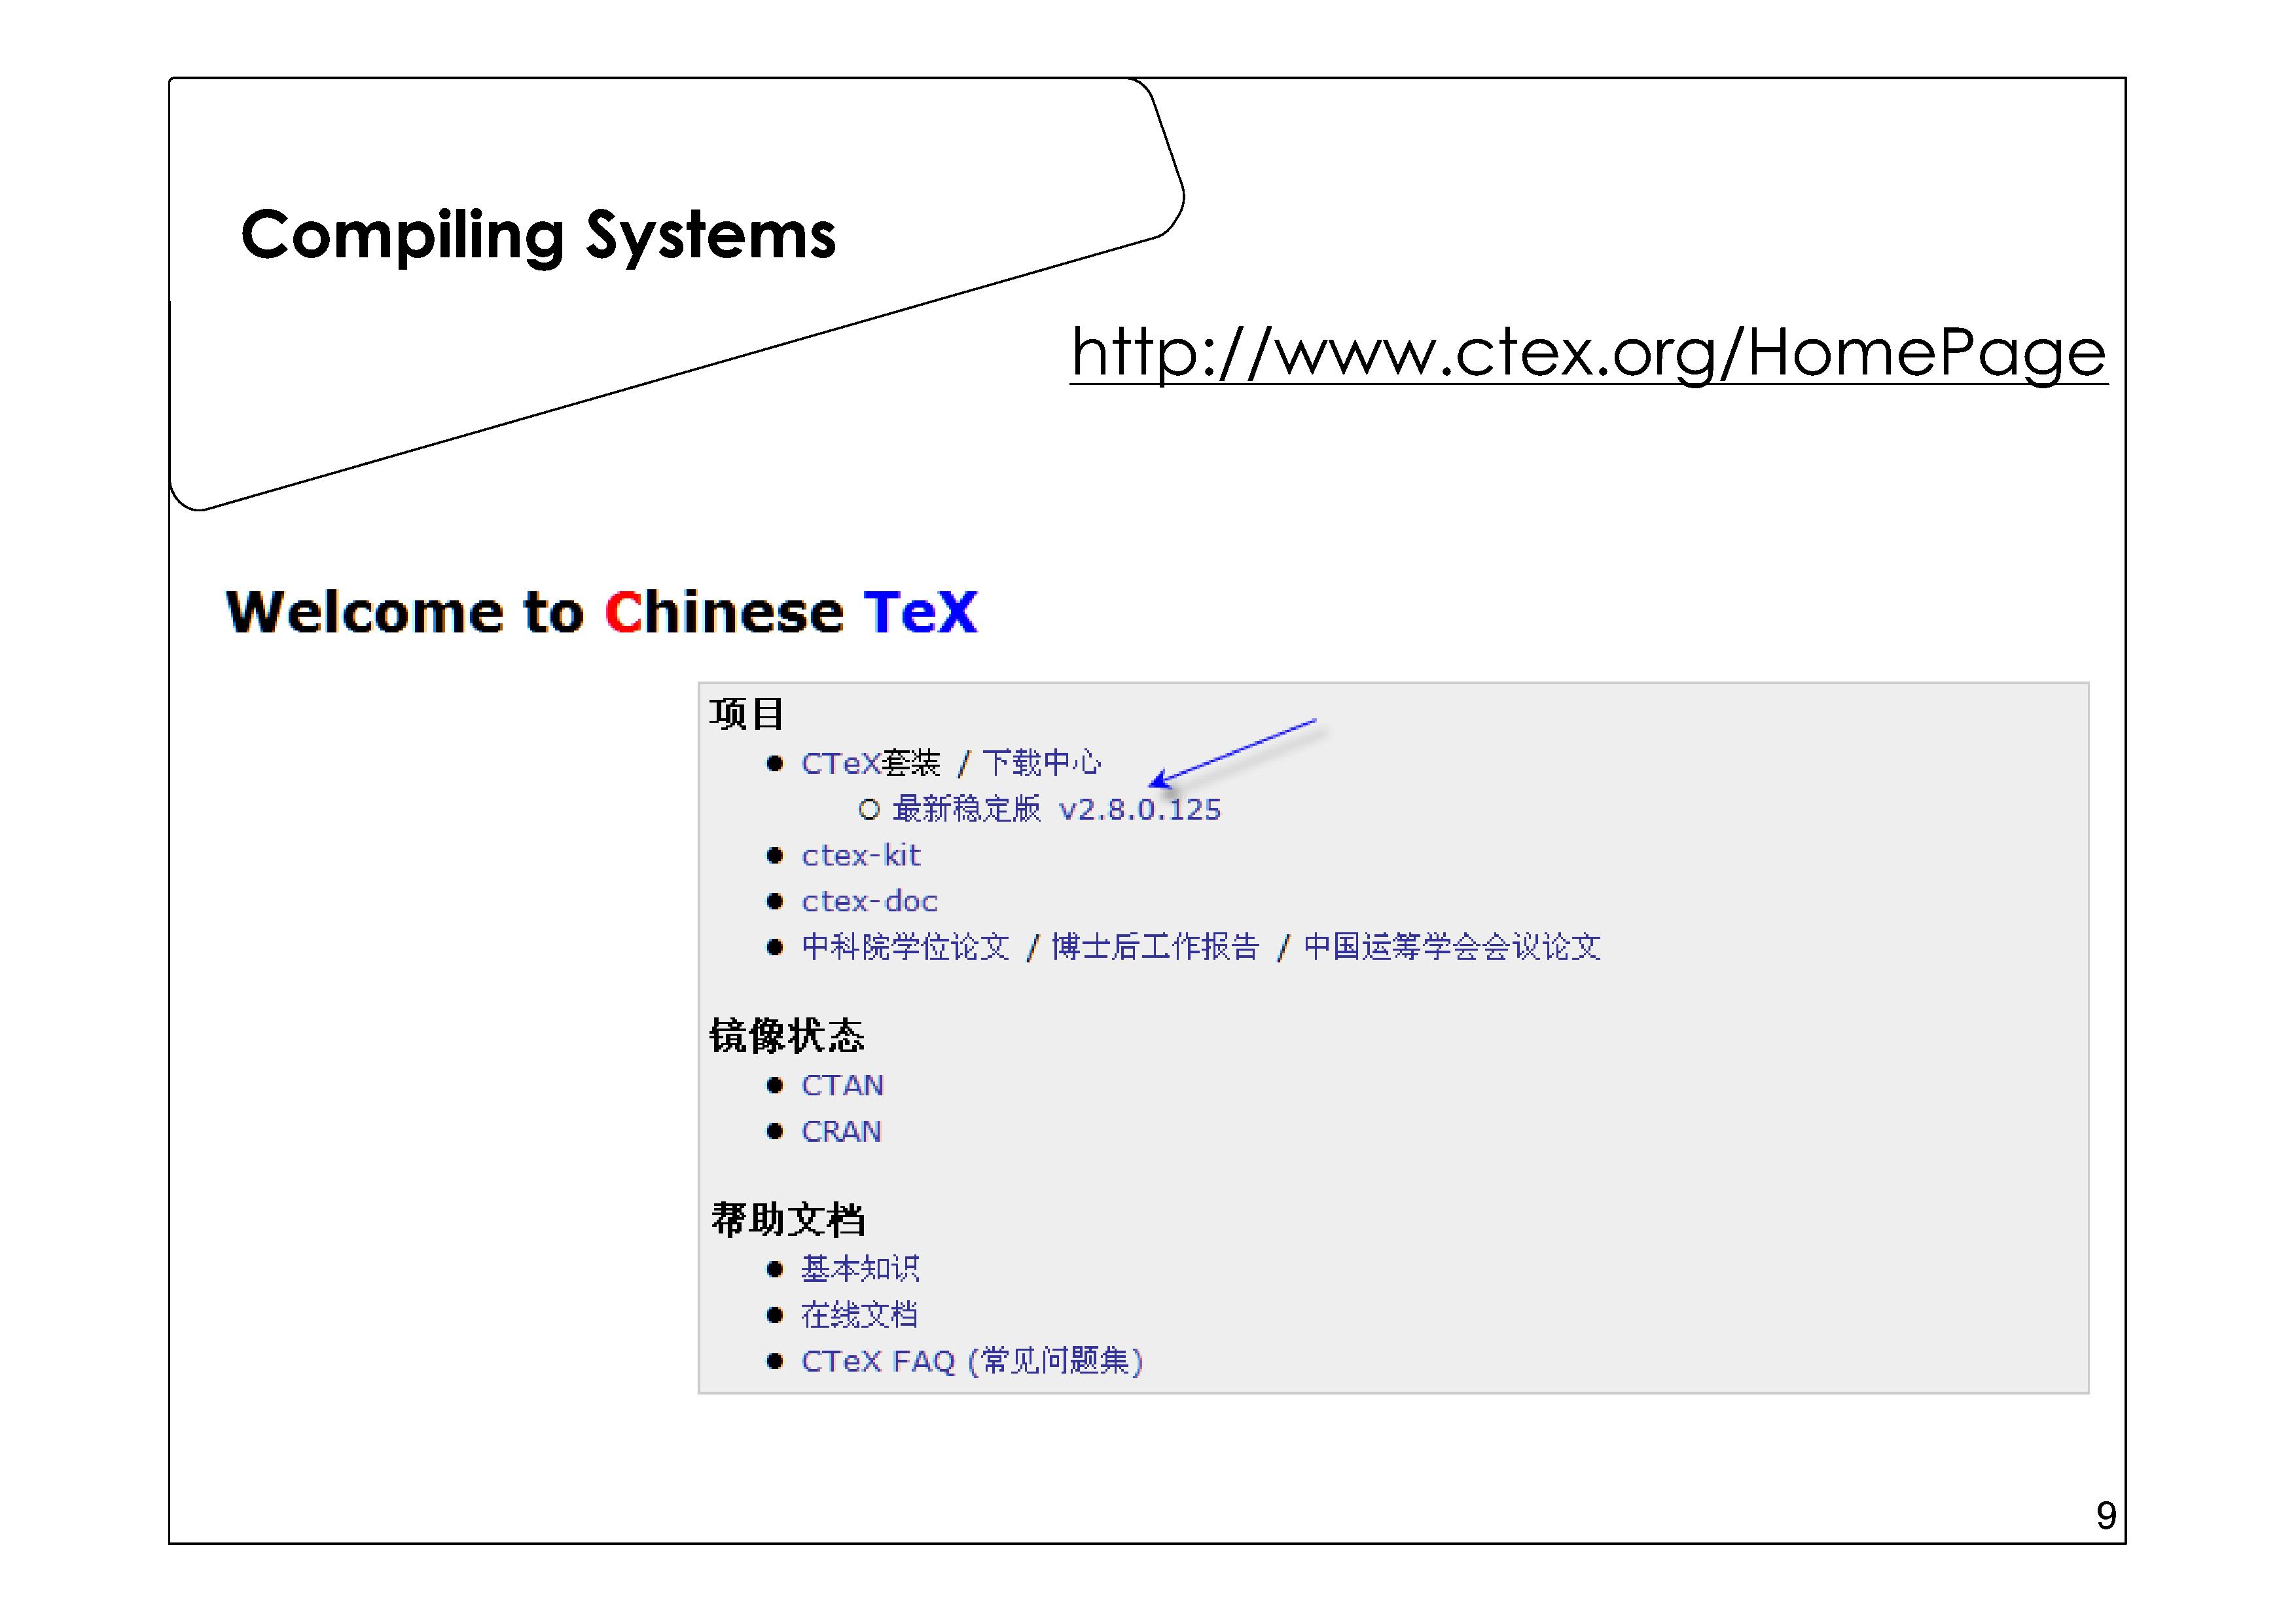 Compiling Systems
http://www.ctex.org/HomePage
Welcome to Chinese TeX
项目
CTeX套装 / 下载中心
最新稳定版 v2.8.0.125
ctex-kit
ctex-doc
中科院学位论文 / 博士后工作报告 / 中国运筹学会会议论文
镜像状态
CTAN
CRAN
帮助文档
基本知识
在线文档
CTeX FAQ (常见问题集)
9